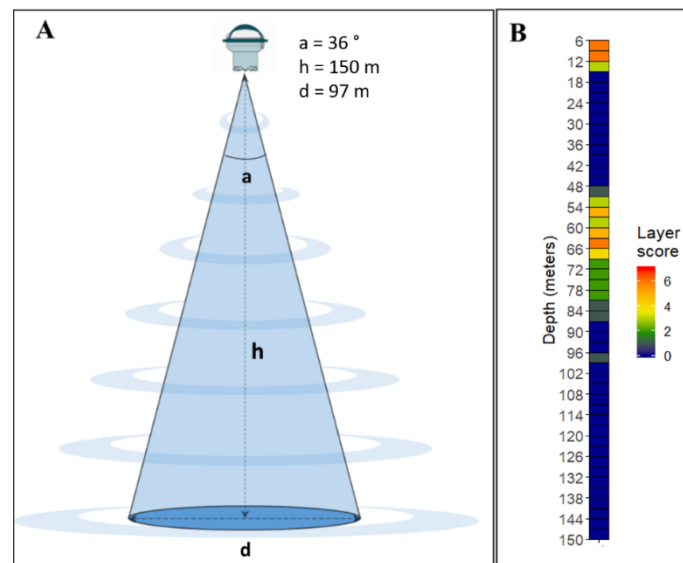 A
a = 36 °
h = 150 m
d = 97 m
a
h
d
B
6
12
18
24
30
36
42
48
54
60
66
72
78
84
90
96
102
108
114
120
126
132
138
144
150
Depth (meters)
Layer
score
6
4
2
0